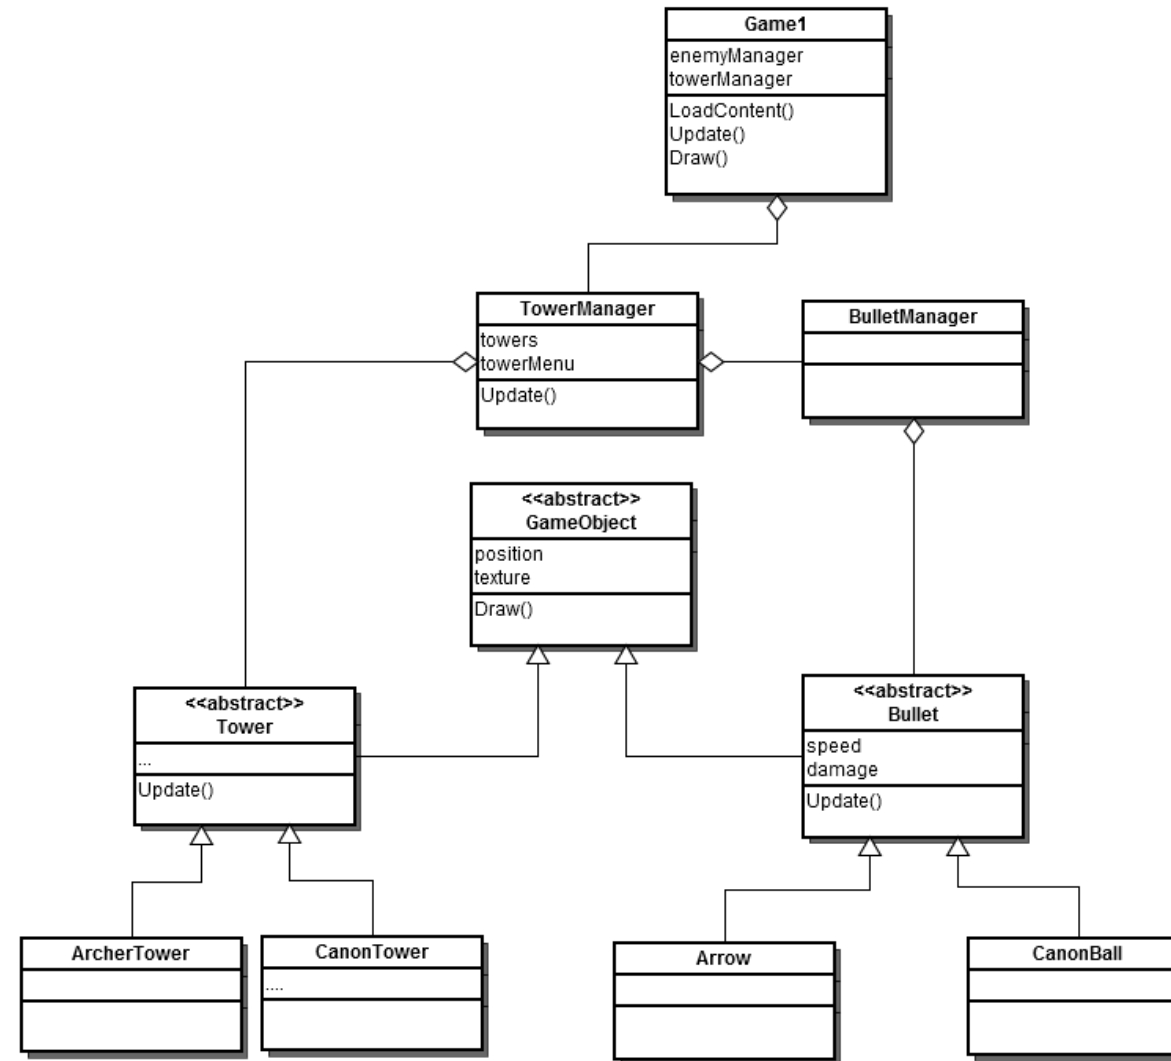 Game1
enemyManager
towerManager
LoadContent()
Update()
Draw()
TowerManager
towers
towerMenu
Update()
BulletManager
<<abstract>>
GameObject
position
texture
Draw()
<<abstract>>
Tower
...
Update()
<<abstract>>
Bullet
speed
damage
Update()
ArcherTower
CanonTower
....
Arrow
CanonBall